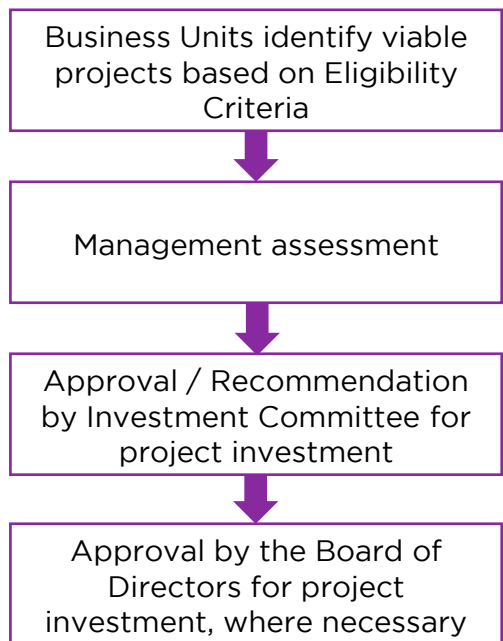 Business Units identify viable
projects based on Eligibility
Criteria
Management assessment
Approval / Recommendation
by Investment Committee for
project investment
Approval by the Board of
Directors for project
investment, where necessary